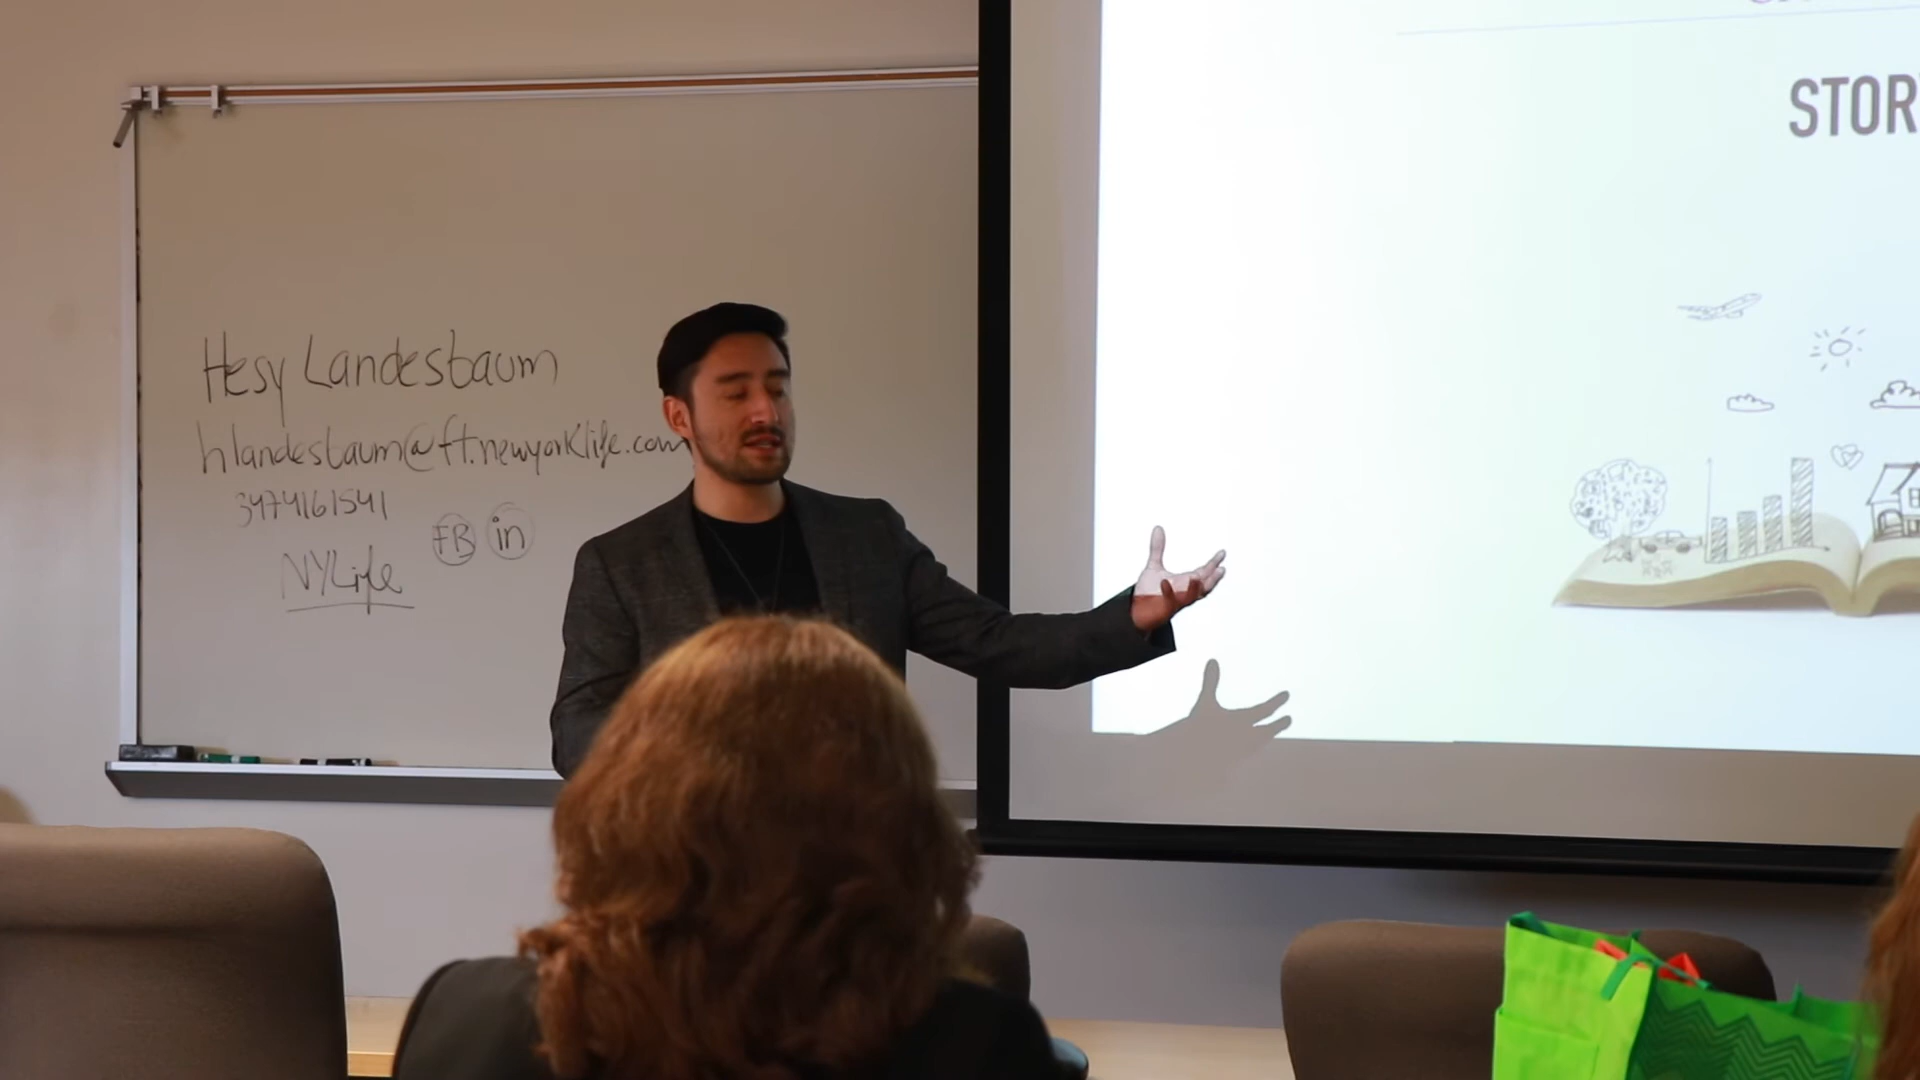 Hesy Landesbaum
hlandesbaum@ft.newyorklife.com
3474161541
FB in
NYLife
STOR